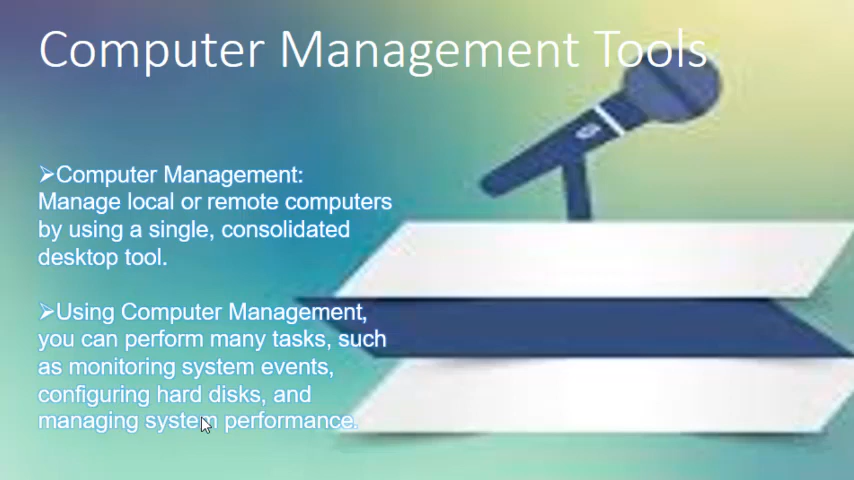 Computer Management Tools
➢Computer Management:
Manage local or remote computers
by using a single, consolidated
desktop tool.
➢Using Computer Management,
you can perform many tasks, such
as monitoring system events,
configuring hard disks, and
managing system performance.